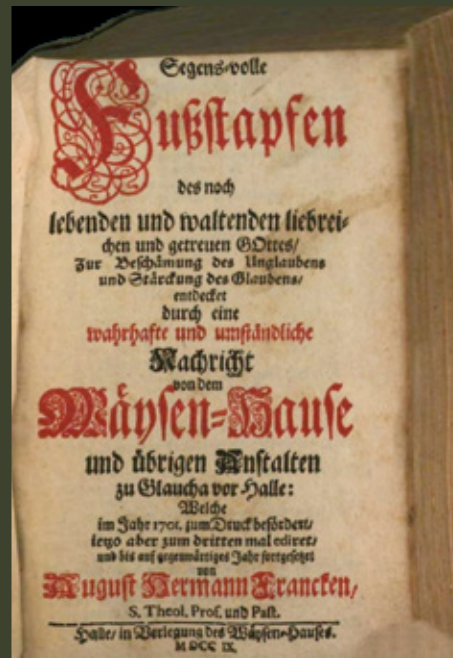 Segens-volle
Fußstapfen
des noch
lebenden und waltenden liebrei-
chen und getreuen GOttes/
Zur Beschämung des Unglaubens
und Stärckung des Glaubens/
entdecket
durch eine
wahrhafte und umständliche
Nachricht
von dem
Wäysen-Hause
und übrigen Anstalten
zu Glaucha vor Halle:
Welche
im Jahr 1701. zum Druck befördert/
ietzo aber zum dritten mal ediret/
und bis auf gegenwärtiges Jahr fortgesetzet
von
August Hermann Francken/
S. Theol. Prof. und Past.
Halle/ in Verlegung des Wäysen-Hauses.
M DCC IX.